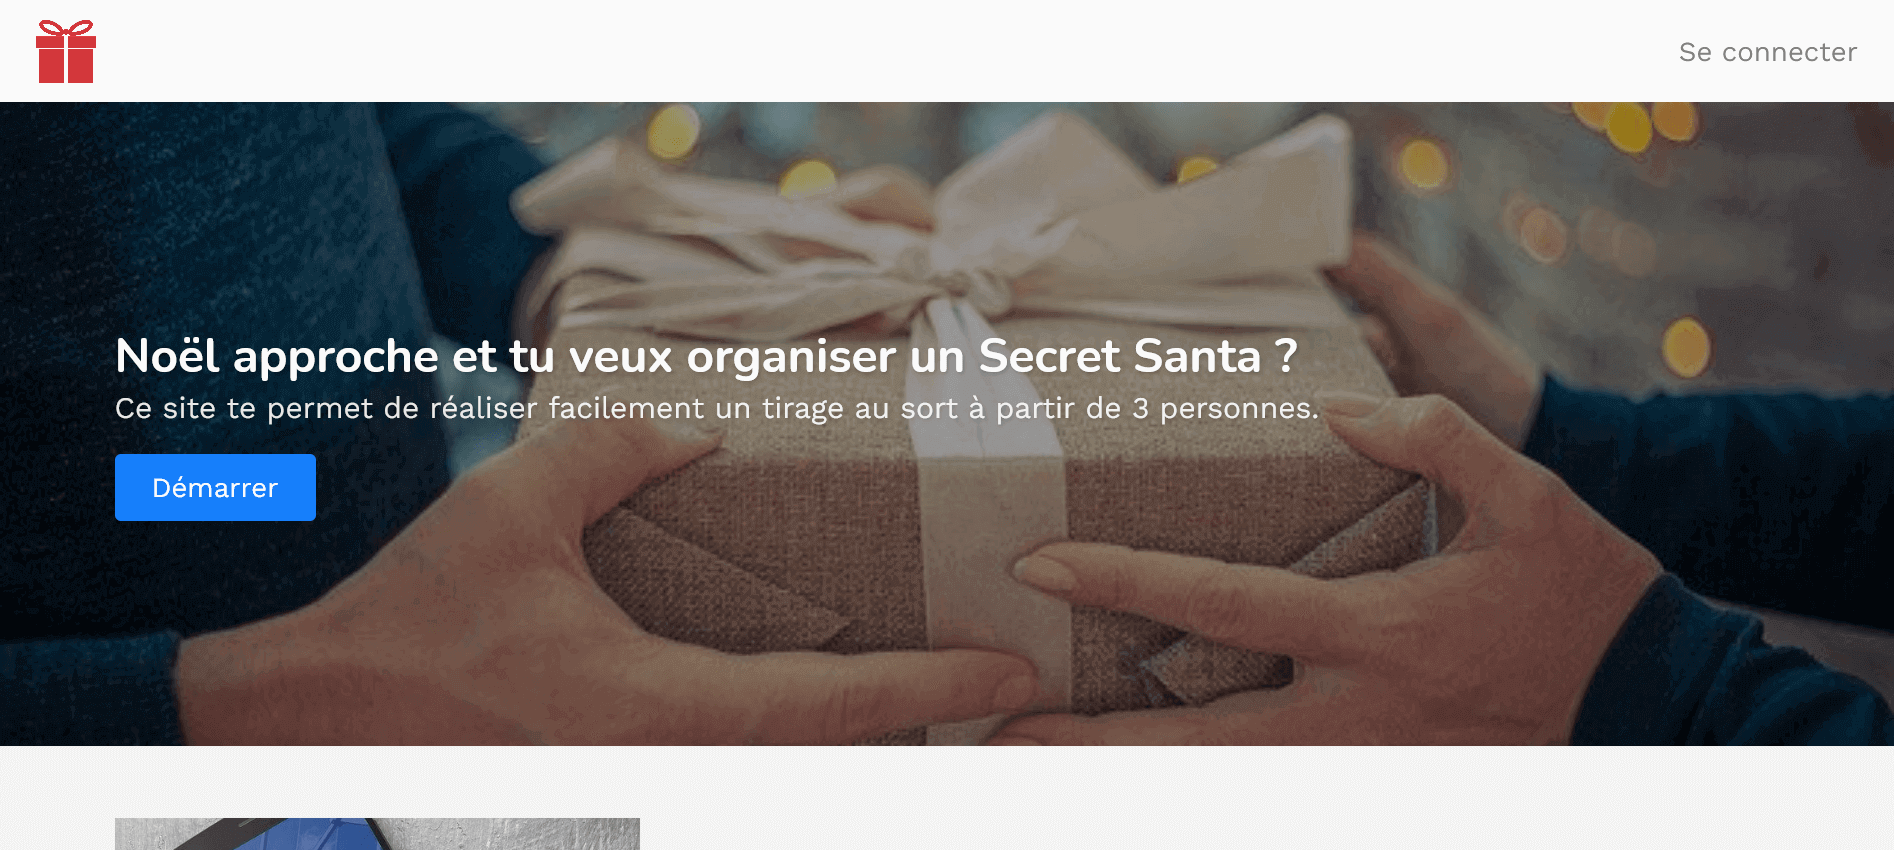 Se connecter
Noël approche et tu veux organiser un Secret Santa ?
Ce site te permet de réaliser facilement un tirage au sort à partir de 3 personnes.
Démarrer